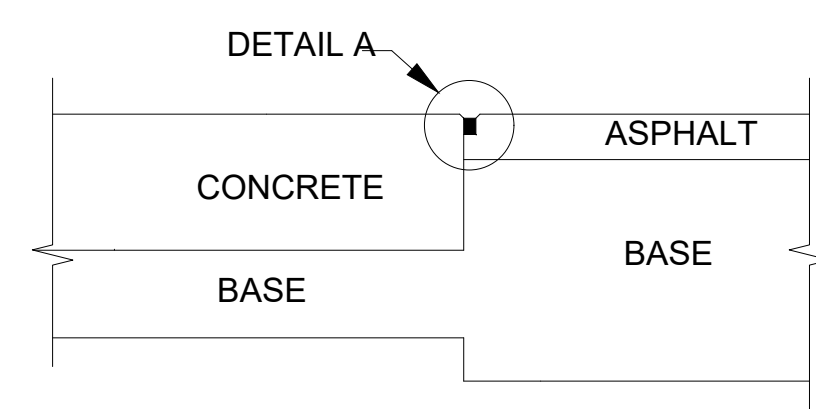 DETAIL A
ASPHALT
CONCRETE
BASE
BASE